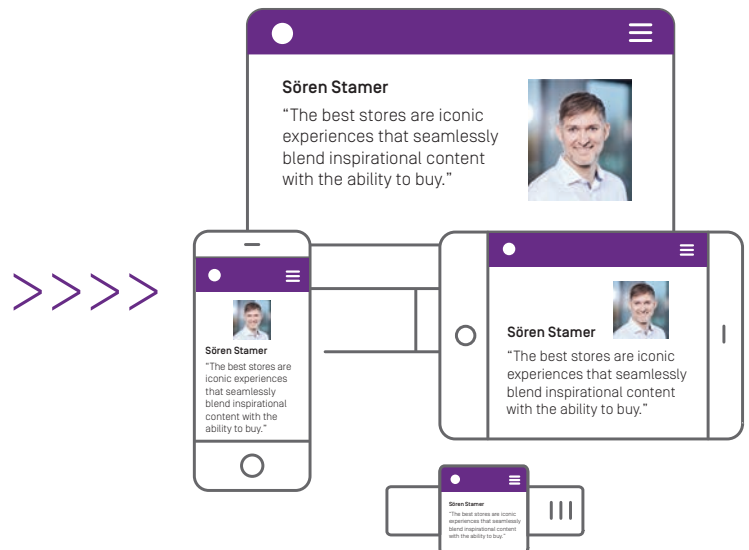 Sören Stamer
“The best stores are iconic
experiences that seamlessly
blend inspirational content
with the ability to buy.”
>>>>
Sören Stamer
“The best stores are
iconic experiences
that seamlessly
blend inspirational
content with the
ability to buy.”
Sören Stamer
“The best stores are iconic
experiences that seamlessly
blend inspirational content
with the ability to buy.”
Sören Stamer
“The best stores are iconic
experiences that seamlessly
blend inspirational content
with the ability to buy.”